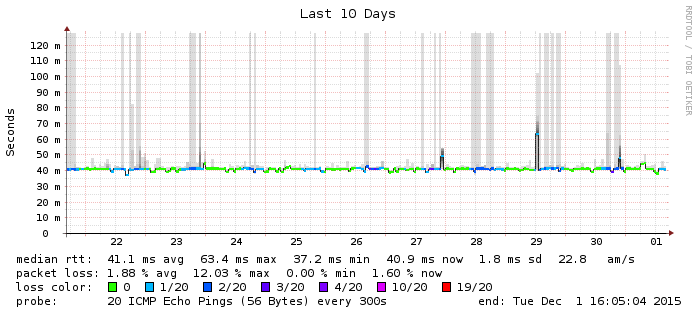 Last 10 Days
RRDTOOL / TOBI OETIKER
Seconds
120 m
110 m
100 m
90 m
80 m
70 m
60 m
50 m
40 m
30 m
20 m
10 m
0
22 23 24 25 26 27 28 29 30 01
median rtt: 41.1 ms avg 63.4 ms max 37.2 ms min 40.9 ms now 1.8 ms sd 22.8 am/s
packet loss: 1.88 % avg 12.03 % max 0.00 % min 1.60 % now
loss color: 0 1/20 2/20 3/20 4/20 10/20 19/20
probe: 20 ICMP Echo Pings (56 Bytes) every 300s end: Tue Dec 1 16:05:04 2015